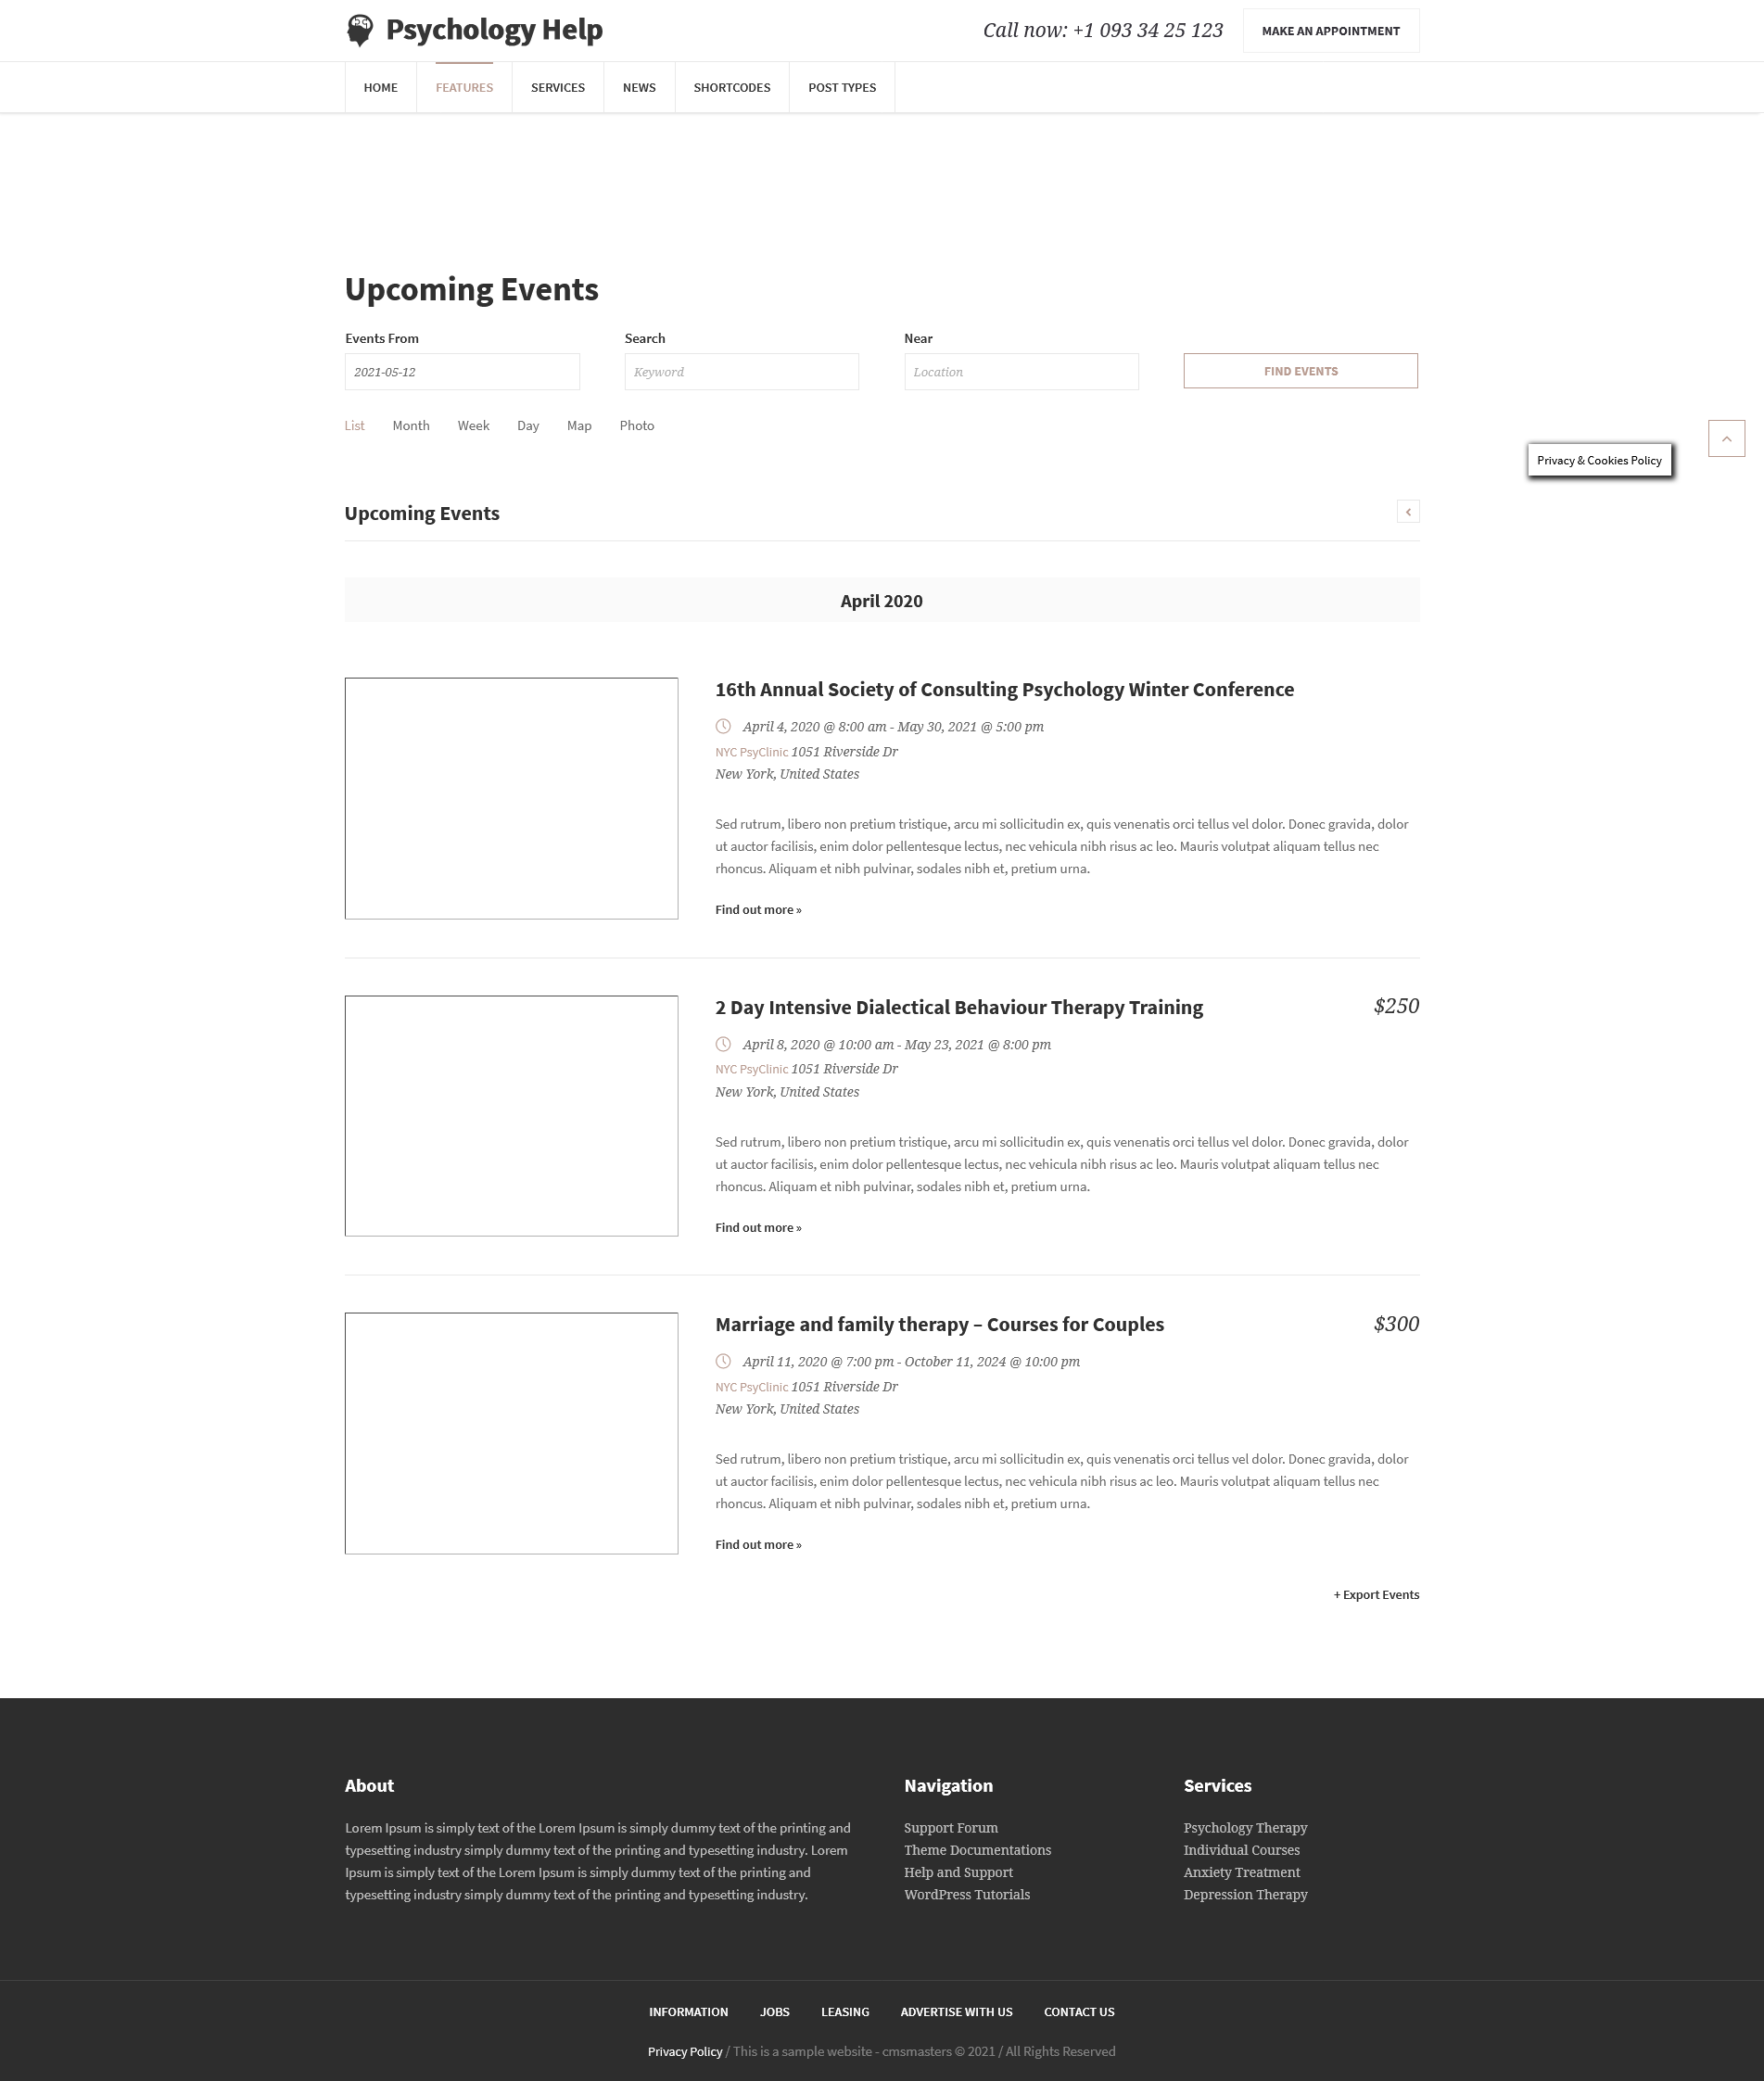 Psychology Help
Call now: +1 093 34 25 123
MAKE AN APPOINTMENT
HOME
FEATURES
SERVICES
NEWS
SHORTCODES
POST TYPES
Upcoming Events
Events From
Search
Near
2021-05-12
Keyword
Location
FIND EVENTS
List
Month
Week
Day
Map
Photo
Privacy & Cookies Policy
Upcoming Events
April 2020
16th Annual Society of Consulting Psychology Winter Conference
April 4, 2020 @ 8:00 am - May 30, 2021 @ 5:00 pm
NYC PsyClinic 1051 Riverside Dr
New York, United States
Sed rutrum, libero non pretium tristique, arcu mi sollicitudin ex, quis venenatis orci tellus vel dolor. Donec gravida, dolor
ut auctor facilisis, enim dolor pellentesque lectus, nec vehicula nibh risus ac leo. Mauris volutpat aliquam tellus nec
rhoncus. Aliquam et nibh pulvinar, sodales nibh et, pretium urna.
Find out more »
2 Day Intensive Dialectical Behaviour Therapy Training
$250
April 8, 2020 @ 10:00 am - May 23, 2021 @ 8:00 pm
NYC PsyClinic 1051 Riverside Dr
New York, United States
Sed rutrum, libero non pretium tristique, arcu mi sollicitudin ex, quis venenatis orci tellus vel dolor. Donec gravida, dolor
ut auctor facilisis, enim dolor pellentesque lectus, nec vehicula nibh risus ac leo. Mauris volutpat aliquam tellus nec
rhoncus. Aliquam et nibh pulvinar, sodales nibh et, pretium urna.
Find out more »
Marriage and family therapy – Courses for Couples
$300
April 11, 2020 @ 7:00 pm - October 11, 2024 @ 10:00 pm
NYC PsyClinic 1051 Riverside Dr
New York, United States
Sed rutrum, libero non pretium tristique, arcu mi sollicitudin ex, quis venenatis orci tellus vel dolor. Donec gravida, dolor
ut auctor facilisis, enim dolor pellentesque lectus, nec vehicula nibh risus ac leo. Mauris volutpat aliquam tellus nec
rhoncus. Aliquam et nibh pulvinar, sodales nibh et, pretium urna.
Find out more »
+ Export Events
About
Lorem Ipsum is simply text of the Lorem Ipsum is simply dummy text of the printing and
typesetting industry simply dummy text of the printing and typesetting industry. Lorem
Ipsum is simply text of the Lorem Ipsum is simply dummy text of the printing and
typesetting industry simply dummy text of the printing and typesetting industry.
Navigation
Support Forum
Theme Documentations
Help and Support
WordPress Tutorials
Services
Psychology Therapy
Individual Courses
Anxiety Treatment
Depression Therapy
INFORMATION
JOBS
LEASING
ADVERTISE WITH US
CONTACT US
Privacy Policy / This is a sample website - cmsmasters © 2021 / All Rights Reserved